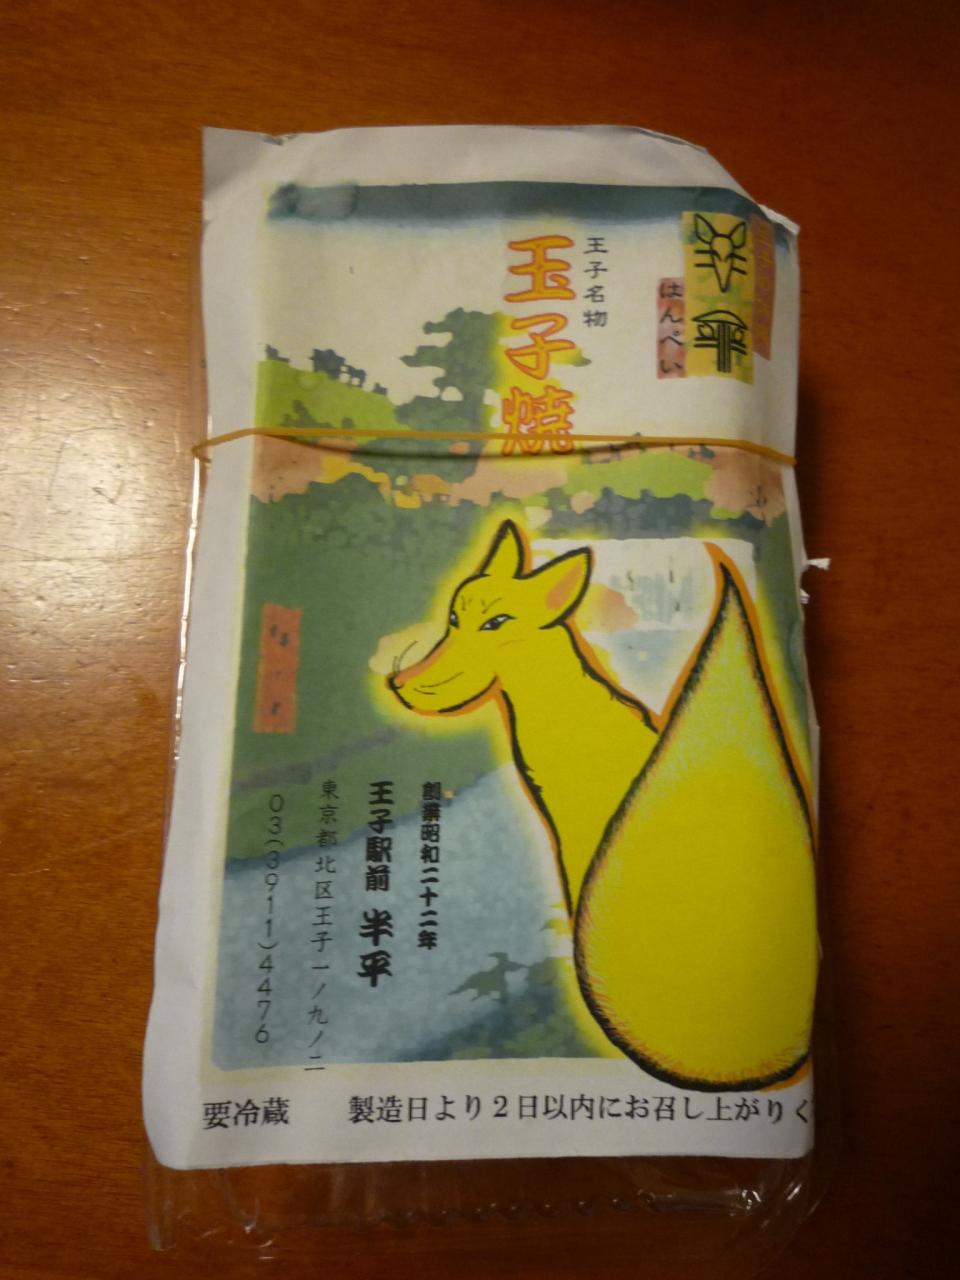 はんぺい
王子名物
玉子焼
創業昭和二十二年
王子駅前 半平
東京都北区王子一ノ九ノ二
03(3911)4476
要冷蔵 製造日より2日以内にお召し上がりく